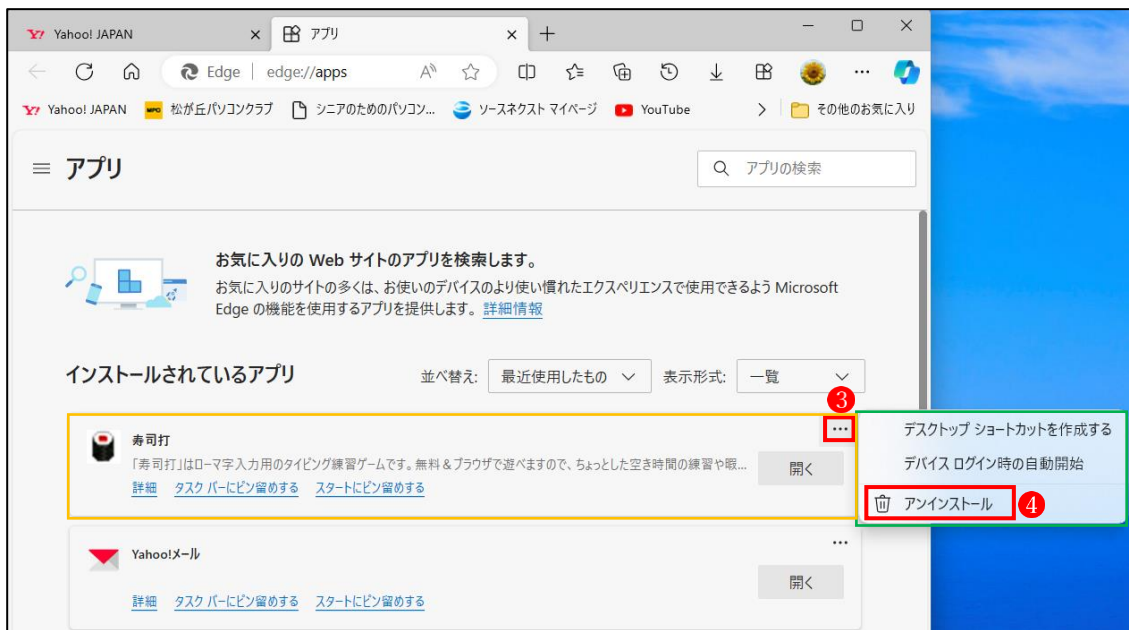 Yahoo! JAPAN
アプリ
Edge
edge://apps
Yahoo! JAPAN
松が丘パソコンクラブ
シニアのためのパソコン...
ソースネクスト マイページ
YouTube
その他のお気に入り
アプリ
アプリの検索
お気に入りの Web サイトのアプリを検索します。
お気に入りのサイトの多くは、お使いのデバイスのより使い慣れたエクスペリエンスで使用できるよう Microsoft
Edge の機能を使用するアプリを提供します。詳細情報
インストールされているアプリ
並べ替え: 最近使用したもの
表示形式: 一覧
3
寿司打
「寿司打」はローマ字入力用のタイピング練習ゲームです。無料＆ブラウザで遊べますので、ちょっとした空き時間の練習や暇...
開く
詳細 タスク バーにピン留めする スタートにピン留めする
デスクトップ ショートカットを作成する
デバイス ログイン時の自動開始
アンインストール
4
Yahoo!メール
開く
詳細 タスク バーにピン留めする スタートにピン留めする